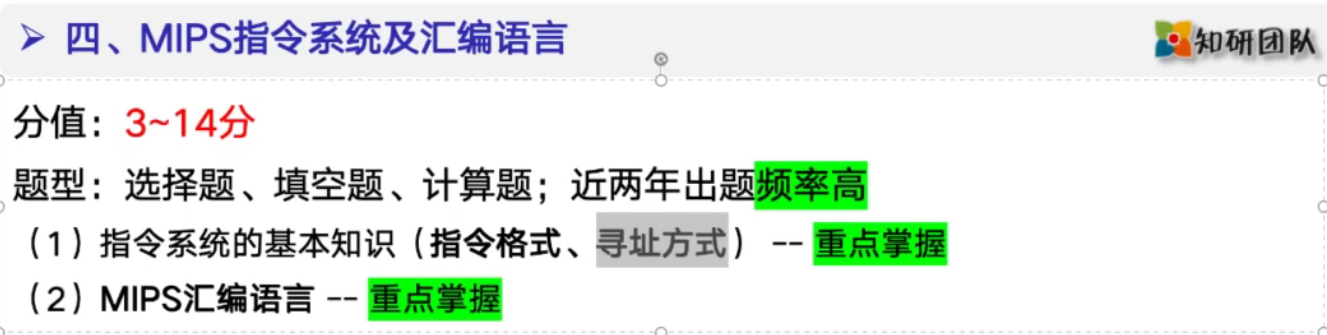 ➢ 四、MIPS指令系统及汇编语言
知研团队
分值：3~14分
题型：选择题、填空题、计算题；近两年出题频率高
（1）指令系统的基本知识（指令格式、寻址方式） -- 重点掌握
（2）MIPS汇编语言 -- 重点掌握